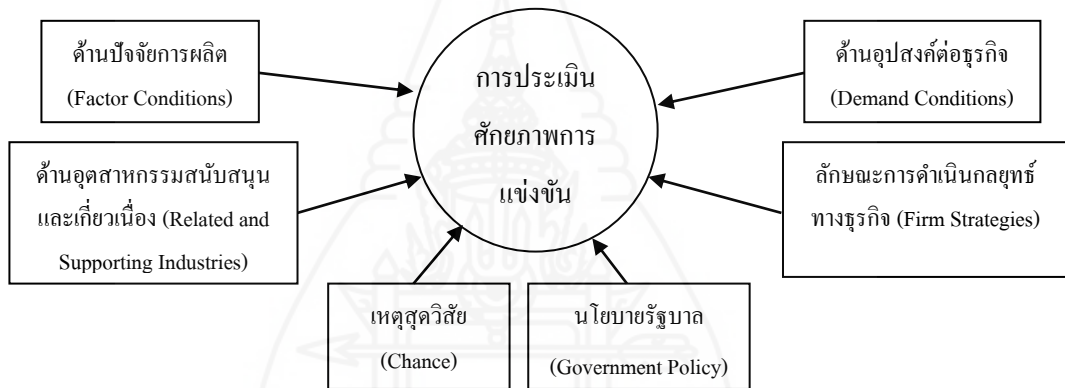 ด้านปัจจัยการผลิต
(Factor Conditions)
การประเมิน
ศักยภาพการ
แข่งขัน
ด้านอุปสงค์ต่อธุรกิจ
(Demand Conditions)
ด้านอุตสาหกรรมสนับสนุน
และเกี่ยวเนื่อง (Related and
Supporting Industries)
ลักษณะการดำเนินกลยุทธ์
ทางธุรกิจ (Firm Strategies)
เหตุสุดวิสัย
(Chance)
นโยบายรัฐบาล
(Government Policy)